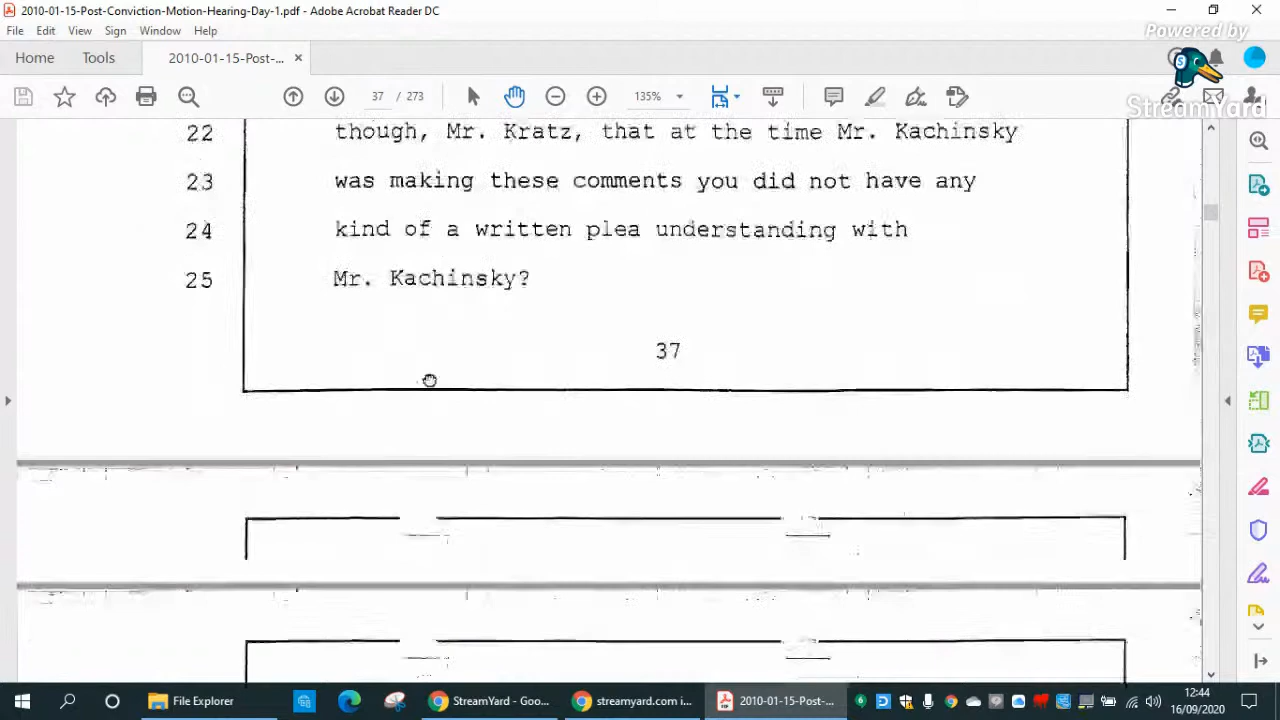 2010-01-15-Post-Conviction-Motion-Hearing-Day-1.pdf - Adobe Acrobat Reader DC
File Edit View Sign Window Help
Powered by
Home Tools 2010-01-15-Post-... ×
37 / 273 135%
StreamYard
22 though, Mr. Kratz, that at the time Mr. Kachinsky
23 was making these comments you did not have any
24 kind of a written plea understanding with
25 Mr. Kachinsky?
37
File Explorer StreamYard - Goo... streamyard.com i... 2010-01-15-Post-... 12:44
16/09/2020